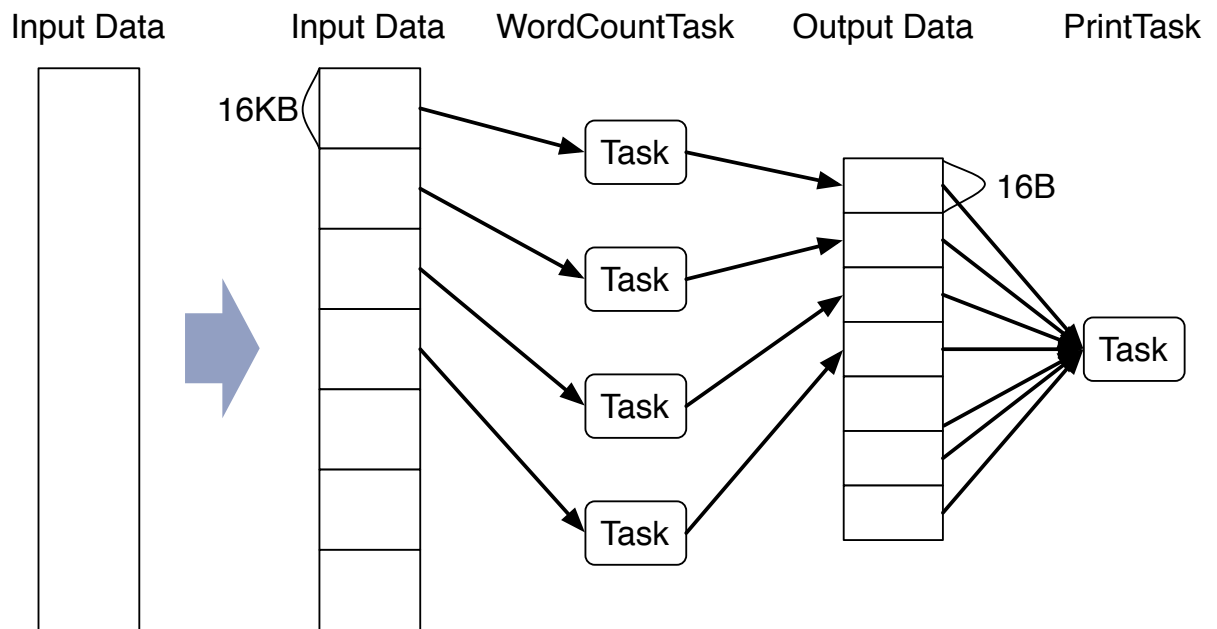 Input Data
Input Data
WordCountTask
Output Data
PrintTask
16KB
Task
Task
Task
Task
16B
Task